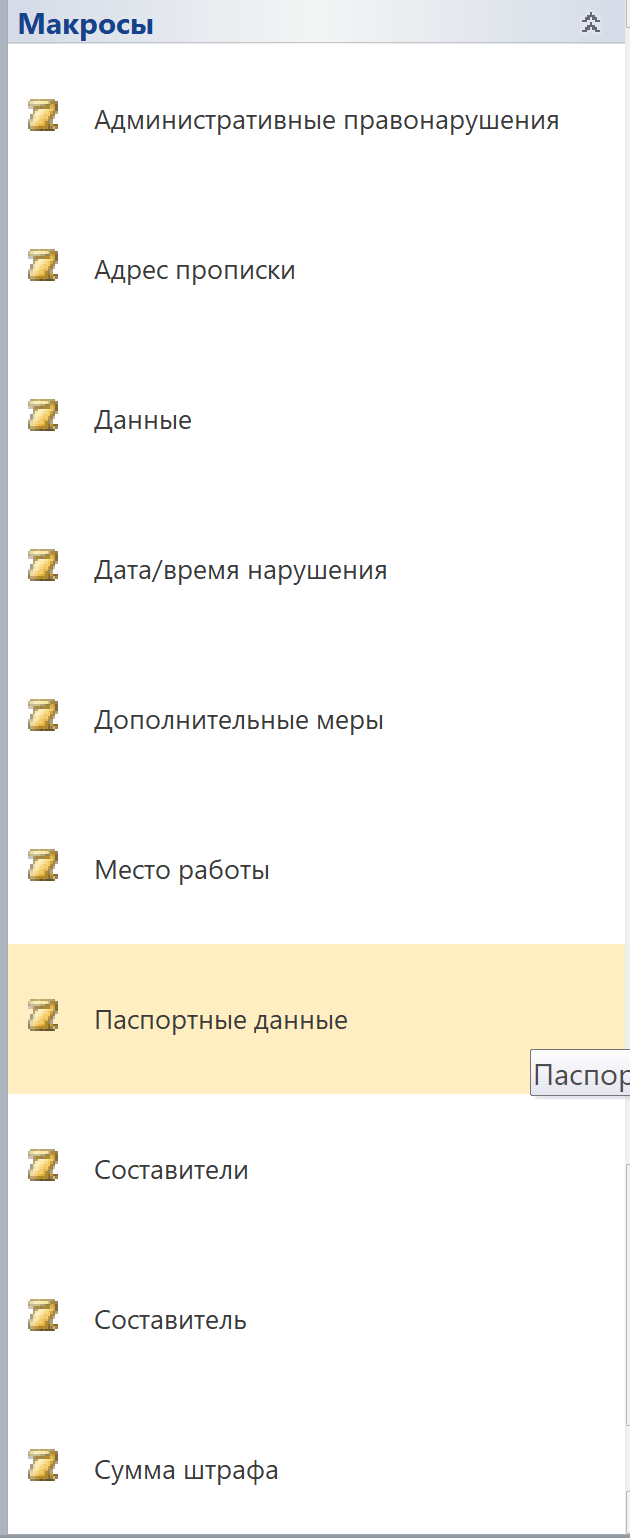 Макросы
Административные правонарушения
Адрес прописки
Данные
Дата/время нарушения
Дополнительные меры
Место работы
Паспортные данные
Паспор
Составители
Составитель
Сумма штрафа